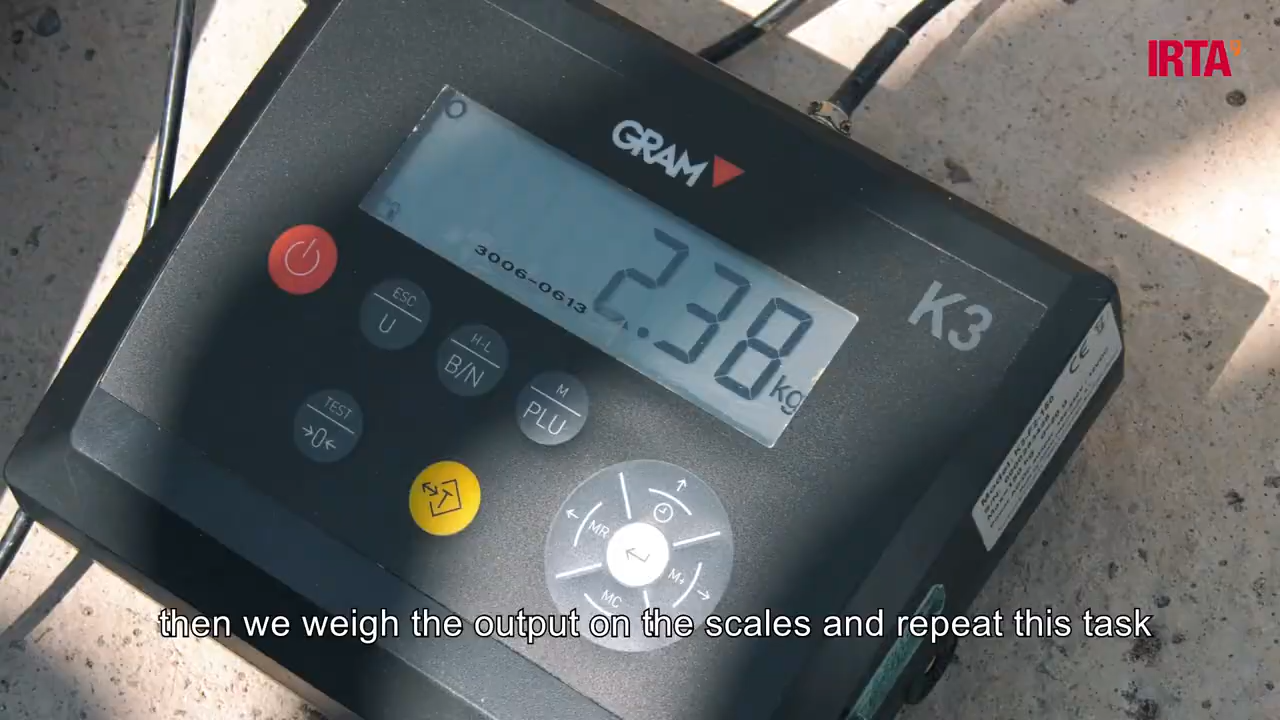 IRTA
GRAM
2.38 kg
3006-0613
K3
ESC
U
H-L
B/N
M
PLU
TEST
→0←
MR
M+
MC
CE
then we weigh the output on the scales and repeat this task